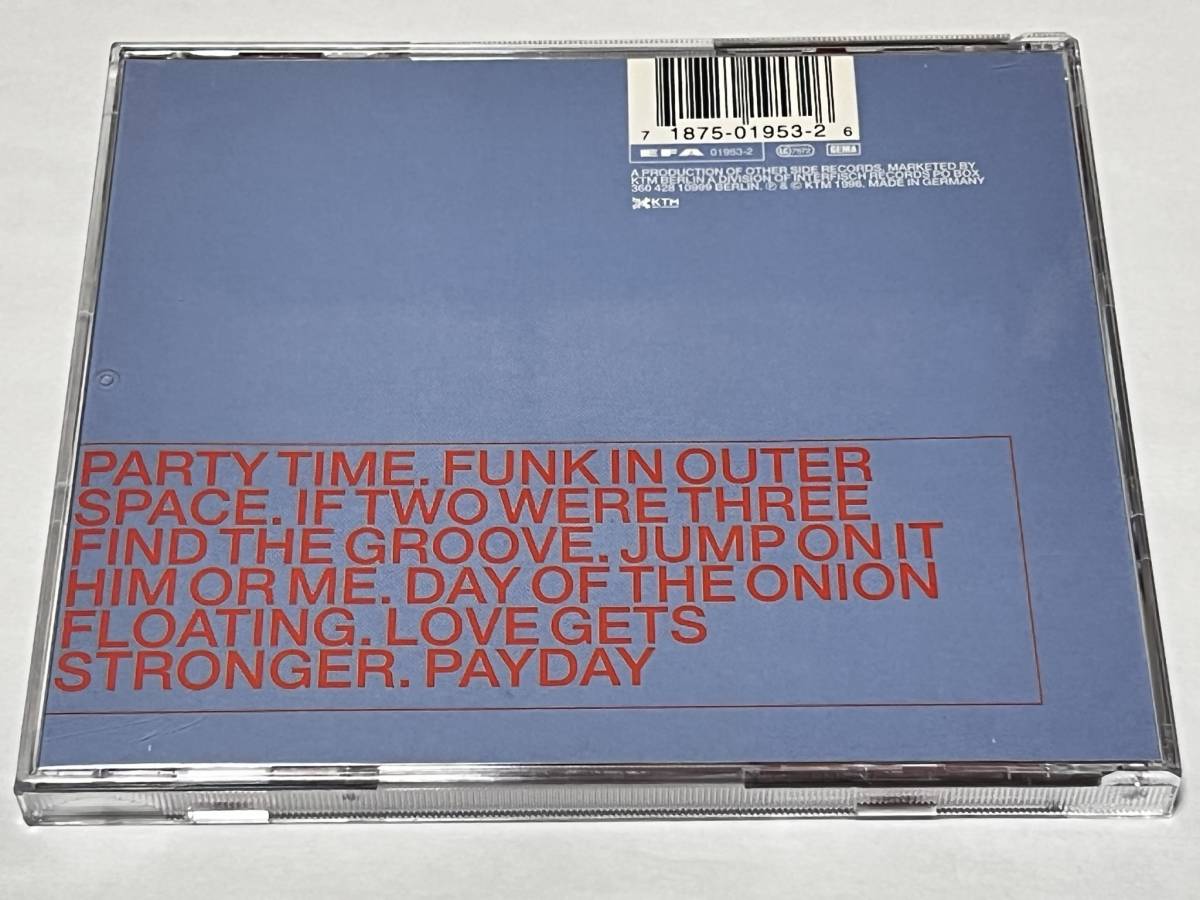 7 1875-01953-2 6
EFA 01953-2 LC 7572 GEMA
A PRODUCTION OF OTHER SIDE RECORDS, MARKETED BY
KTM BERLIN A DIVISION OF INTERFISCH RECORDS PO BOX
360 428 10999 BERLIN. ℗ & © KTM 1996. MADE IN GERMANY
KTM
PARTY TIME. FUNK IN OUTER
SPACE. IF TWO WERE THREE
FIND THE GROOVE. JUMP ON IT
HIM OR ME. DAY OF THE ONION
FLOATING. LOVE GETS
STRONGER. PAYDAY